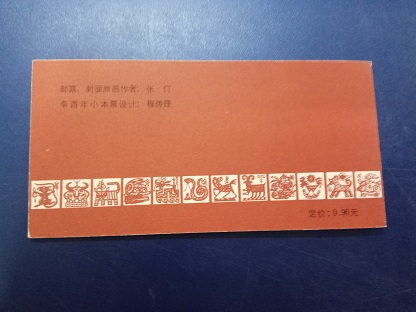 邮票、封面原画作者：张 仃
辛酉年小本票设计：程传理
定价：0.96元